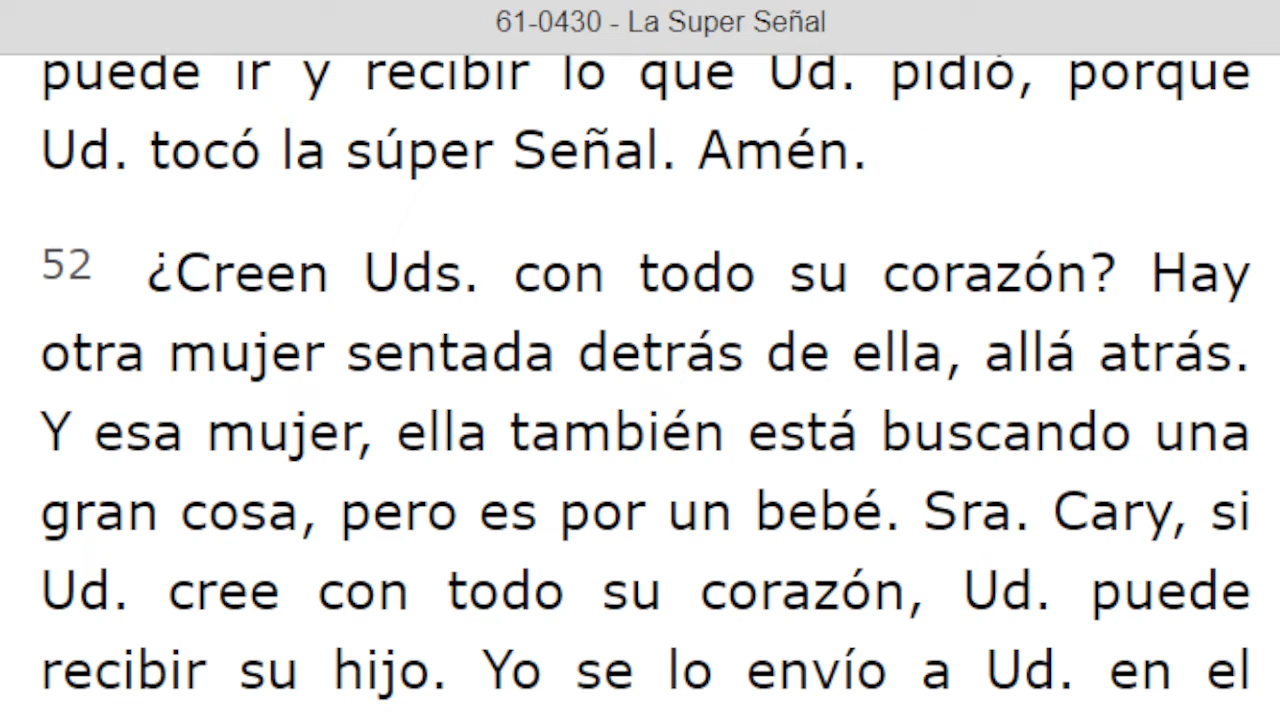 61-0430 - La Super Señal
puede ir y recibir lo que Ud. pidió, porque
Ud. tocó la súper Señal. Amén.
52 ¿Creen Uds. con todo su corazón? Hay
otra mujer sentada detrás de ella, allá atrás.
Y esa mujer, ella también está buscando una
gran cosa, pero es por un bebé. Sra. Cary, si
Ud. cree con todo su corazón, Ud. puede
recibir su hijo. Yo se lo envío a Ud. en el